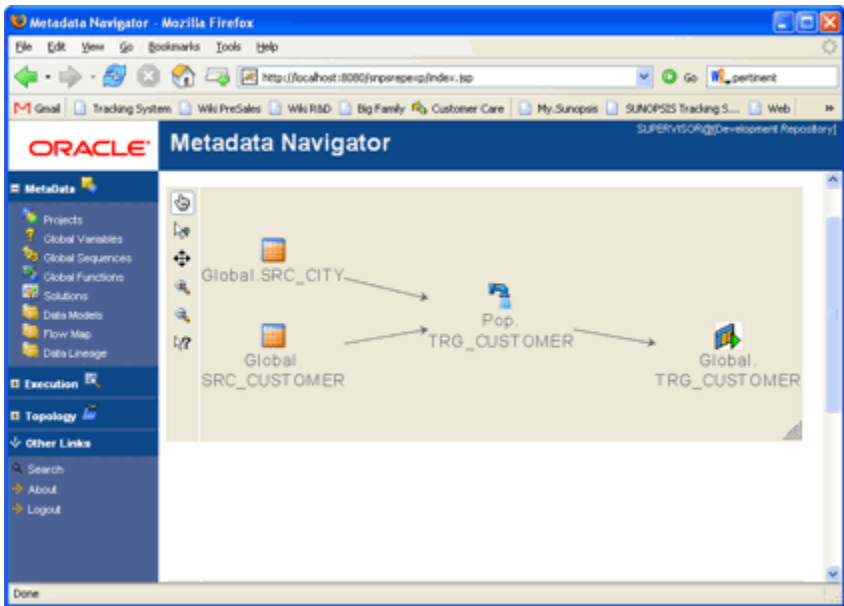 Metadata Navigator - Mozilla Firefox
File Edit View Go Bookmarks Tools Help
http://localhost:8080/snpsrepexp/index.jsp Go pertinent
Gmail Tracking System Wiki PreSales Wiki R&D Big Family Customer Care My.Sunopsis SUNOPSIS Tracking S... Web »
ORACLE Metadata Navigator SUPERVISOR@[Development Repository]
MetaData
Projects
Global Variables
Global Sequences
Global Functions
Solutions
Data Models
Flow Map
Data Lineage
Execution
Topology
Other Links
Search
About
Logout
Global.SRC_CITY
Global.
SRC_CUSTOMER
Pop.
TRG_CUSTOMER
Global.
TRG_CUSTOMER
Done